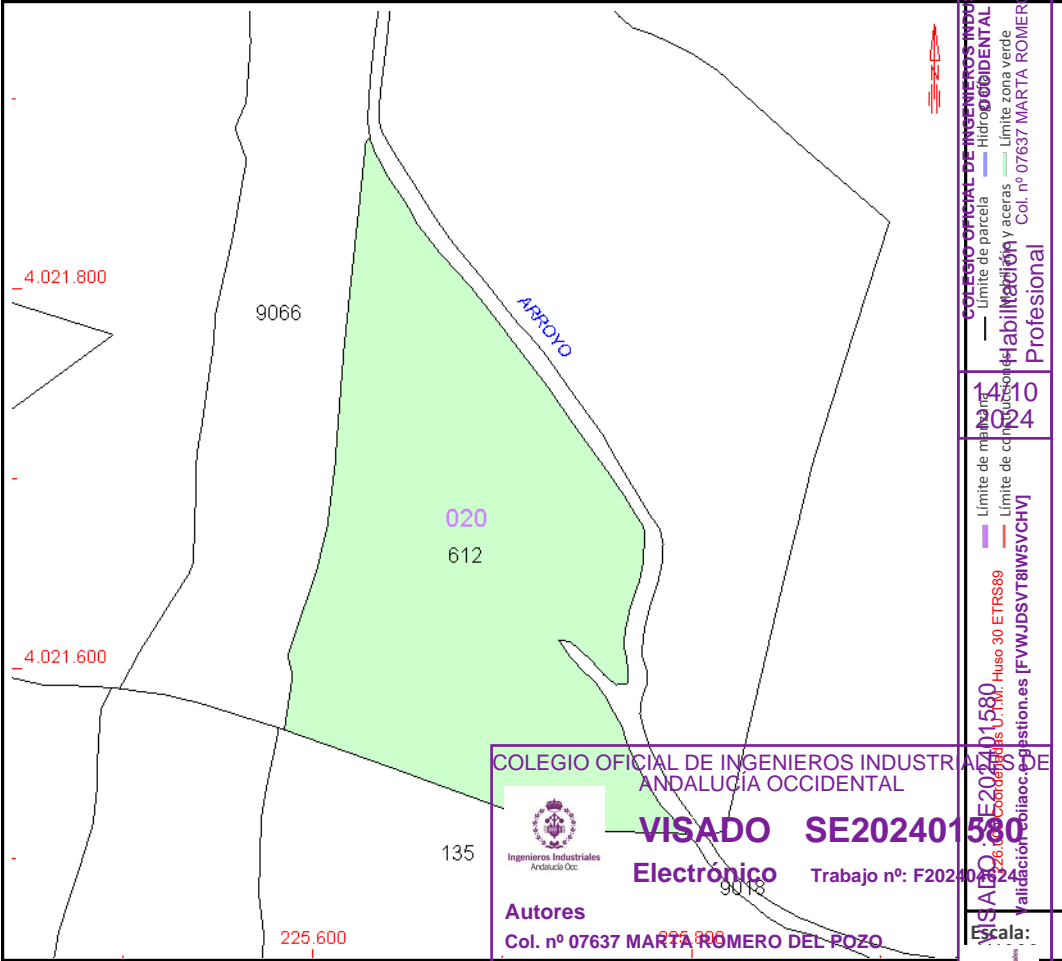 4.021.800
9066
ARROYO
020
612
4.021.600
135
9018
225.600
225.800
COLEGIO OFICIAL DE INGENIEROS INDUSTRIALES DE
ANDALUCÍA OCCIDENTAL
Ingenieros Industriales
Andalucía Occ
VISADO SE202401580
Electrónico Trabajo nº:
Autores
Col. nº 07637 MARTA ROMERO DEL POZO
COLEGIO OFICIAL DE INGENIEROS
OCCIDENTAL
Límite de parcela
Límite zona verde
Col. nº 07637 MARTA ROMERO
Habilitación
Profesional
14/10
2024
Límite de manzana
Límite de construcciones
Mobiliario y aceras
Coordenadas U.T.M. Huso 30 ETRS89
VISADO : SE202401580
Validación coiiaoc.e-gestion.es [FVWJDSVT8IW5VCHV]
Escala: